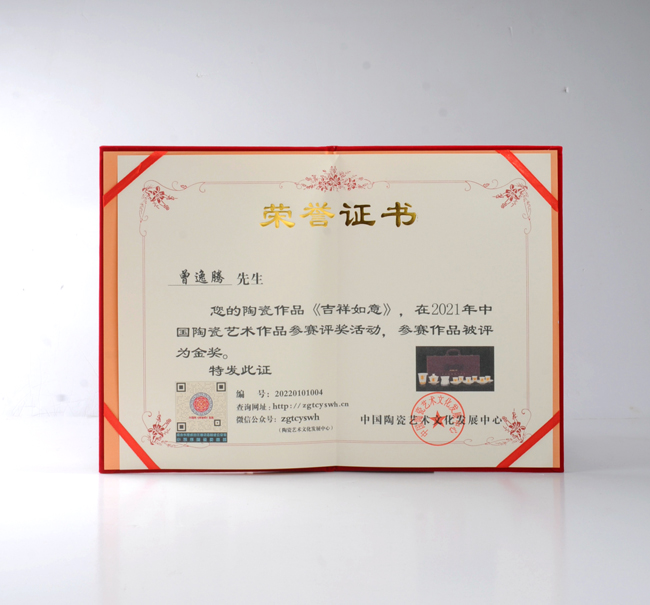 荣誉证书
曾逸腾 先生
您的陶瓷作品《吉祥如意》，在2021年中
国陶瓷艺术作品参赛评奖活动，参赛作品被评
为金奖。
特发此证
编 号：20220101004
查询网址：http://zgtcyswh.cn
微信公众号：zgtcyswh
（陶瓷艺术文化发展中心）
中国陶瓷艺术文化发展中心